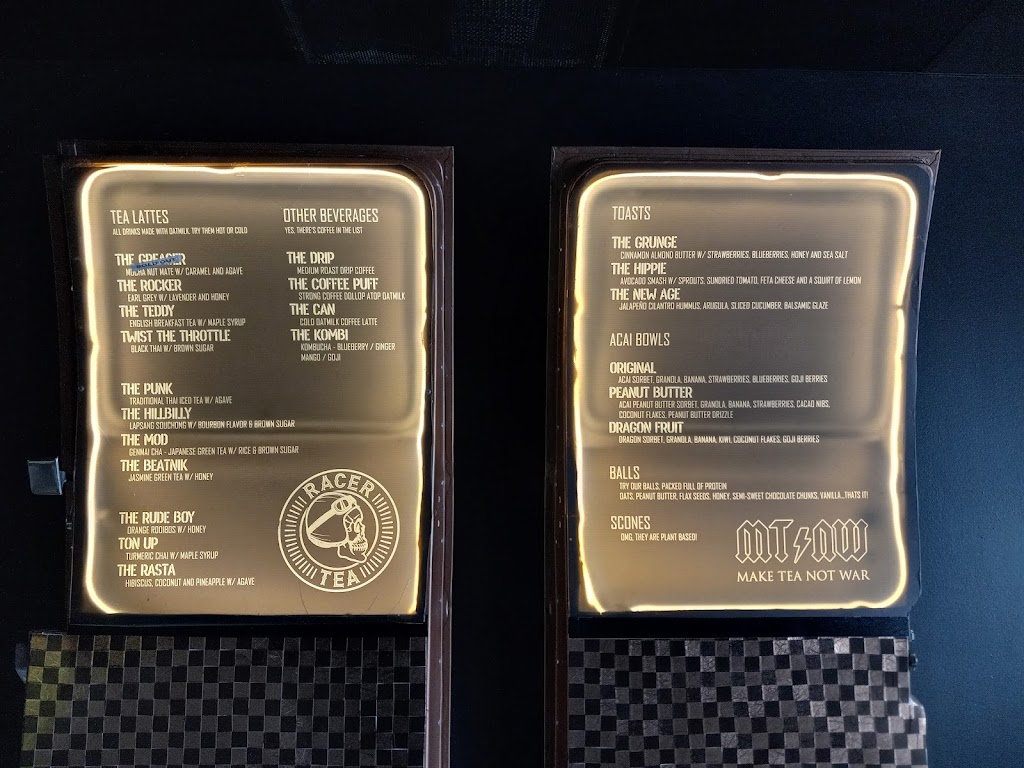 TEA LATTES
ALL DRINKS MADE WITH OATMILK. TRY THEM HOT OR COLD
THE GREASER
MOCHA NUT MATE W/ CARAMEL AND AGAVE
THE ROCKER
EARL GREY W/ LAVENDER AND HONEY
THE TEDDY
ENGLISH BREAKFAST TEA W/ MAPLE SYRUP
TWIST THE THROTTLE
BLACK THAI W/ BROWN SUGAR
THE PUNK
TRADITIONAL THAI ICED TEA W/ AGAVE
THE HILLBILLY
LAPSANG SOUCHONG W/ BOURBON FLAVOR & BROWN SUGAR
THE MOD
GENMAI CHA - JAPANESE GREEN TEA W/ RICE & BROWN SUGAR
THE BEATNIK
JASMINE GREEN TEA W/ HONEY
THE RUDE BOY
ORANGE ROOIBOS W/ HONEY
TON UP
TURMERIC CHAI W/ MAPLE SYRUP
THE RASTA
HIBISCUS, COCONUT AND PINEAPPLE W/ AGAVE
OTHER BEVERAGES
YES, THERE'S COFFEE IN THE LIST
THE DRIP
MEDIUM ROAST DRIP COFFEE
THE COFFEE PUFF
STRONG COFFEE DOLLOP ATOP OATMILK
THE CAN
COLD OATMILK COFFEE LATTE
THE KOMBI
KOMBUCHA - BLUEBERRY / GINGER
MANGO / GOJI
RACER
TEA
TOASTS
THE GRUNGE
CINNAMON ALMOND BUTTER W/ STRAWBERRIES, BLUEBERRIES, HONEY AND SEA SALT
THE HIPPIE
AVOCADO SMASH W/ SPROUTS, SUNDRIED TOMATO, FETA CHEESE AND A SQUIRT OF LEMON
THE NEW AGE
JALAPEÑO CILANTRO HUMMUS, ARUGULA, SLICED CUCUMBER, BALSAMIC GLAZE
ACAI BOWLS
ORIGINAL
ACAI SORBET, GRANOLA, BANANA, STRAWBERRIES, BLUEBERRIES, GOJI BERRIES
PEANUT BUTTER
ACAI PEANUT BUTTER SORBET, GRANOLA, BANANA, STRAWBERRIES, CACAO NIBS,
COCONUT FLAKES, PEANUT BUTTER DRIZZLE
DRAGON FRUIT
DRAGON SORBET, GRANOLA, BANANA, KIWI, COCONUT FLAKES, GOJI BERRIES
BALLS
TRY OUR BALLS, PACKED FULL OF PROTEIN
OATS, PEANUT BUTTER, FLAX SEEDS, HONEY, SEMI-SWEET CHOCOLATE CHUNKS, VANILLA...THATS IT!
SCONES
OMG, THEY ARE PLANT BASED!
MT⚡NW
MAKE TEA NOT WAR